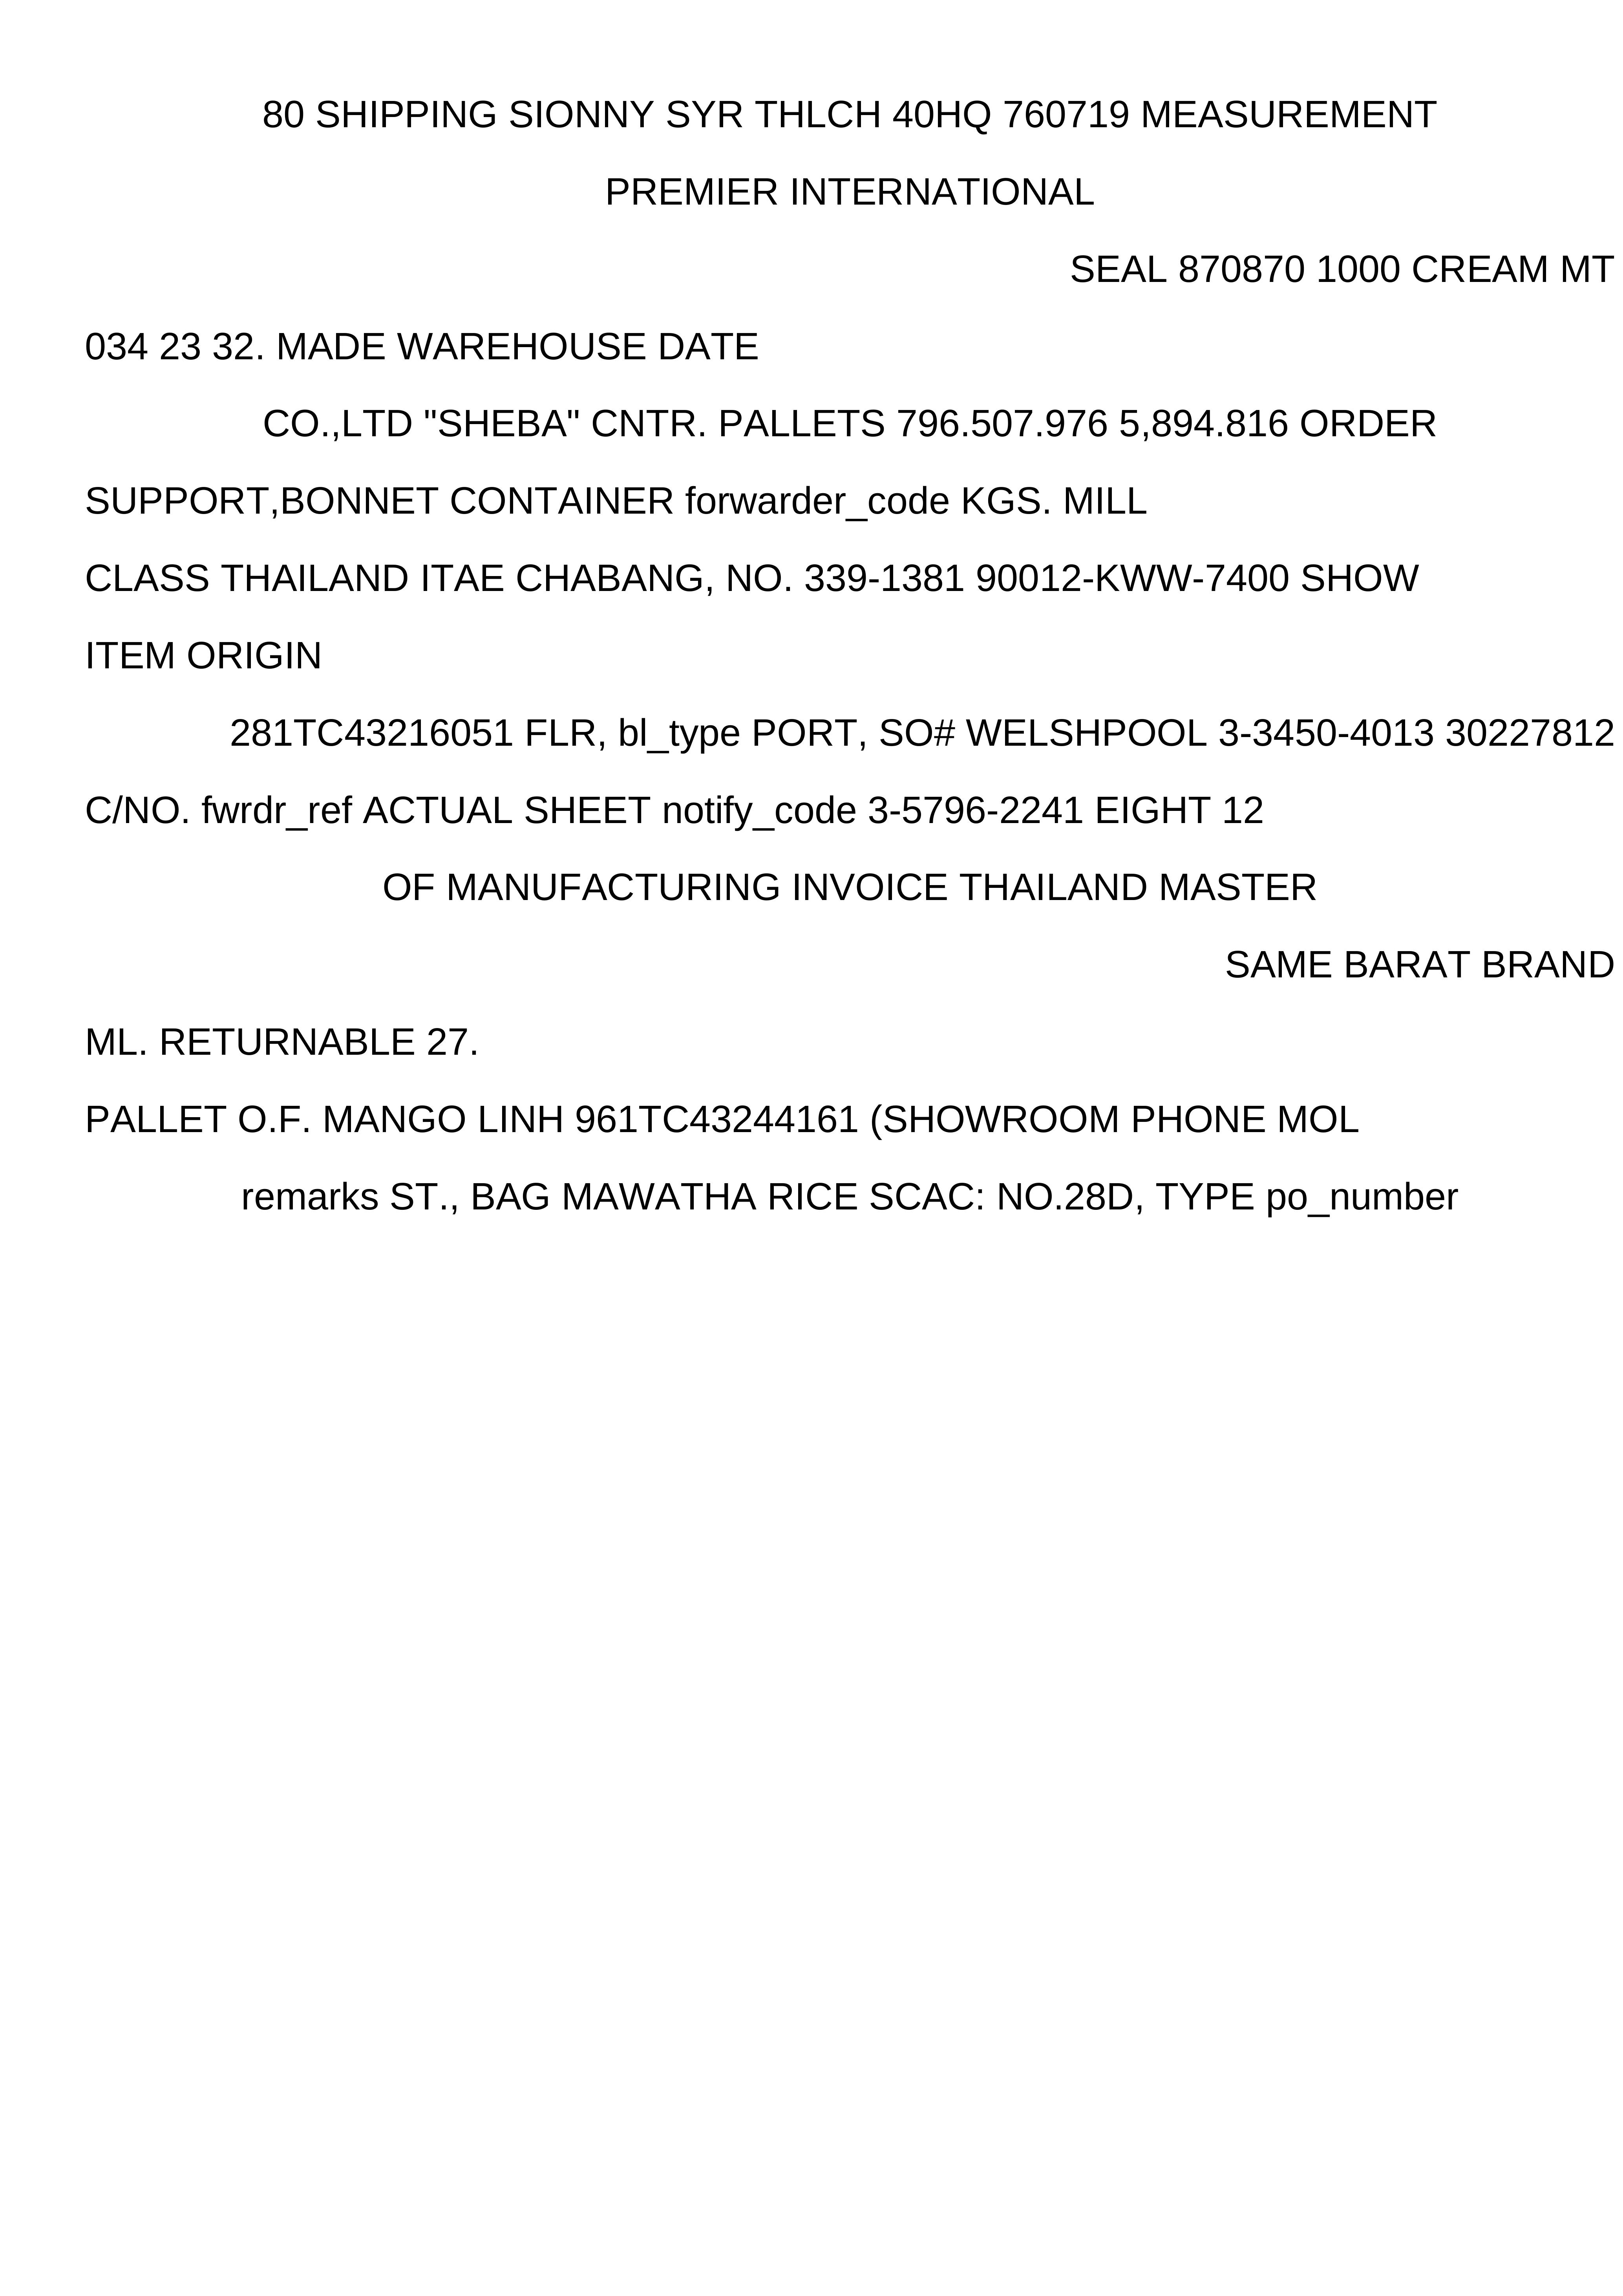 80 SHIPPING SIONNY SYR THLCH 40HQ 760719 MEASUREMENT
PREMIER INTERNATIONAL
SEAL 870870 1000 CREAM MT
034 23 32. MADE WAREHOUSE DATE
CO.,LTD "SHEBA" CNTR. PALLETS 796.507.976 5,894.816 ORDER
SUPPORT,BONNET CONTAINER forwarder_code KGS. MILL
CLASS THAILAND ITAE CHABANG, NO. 339-1381 90012-KWW-7400 SHOW
ITEM ORIGIN
281TC43216051 FLR, bl_type PORT, SO# WELSHPOOL 3-3450-4013 30227812
C/NO. fwrdr_ref ACTUAL SHEET notify_code 3-5796-2241 EIGHT 12
OF MANUFACTURING INVOICE THAILAND MASTER
SAME BARAT BRAND
ML. RETURNABLE 27.
PALLET O.F. MANGO LINH 961TC43244161 (SHOWROOM PHONE MOL
remarks ST., BAG MAWATHA RICE SCAC: NO.28D, TYPE po_number